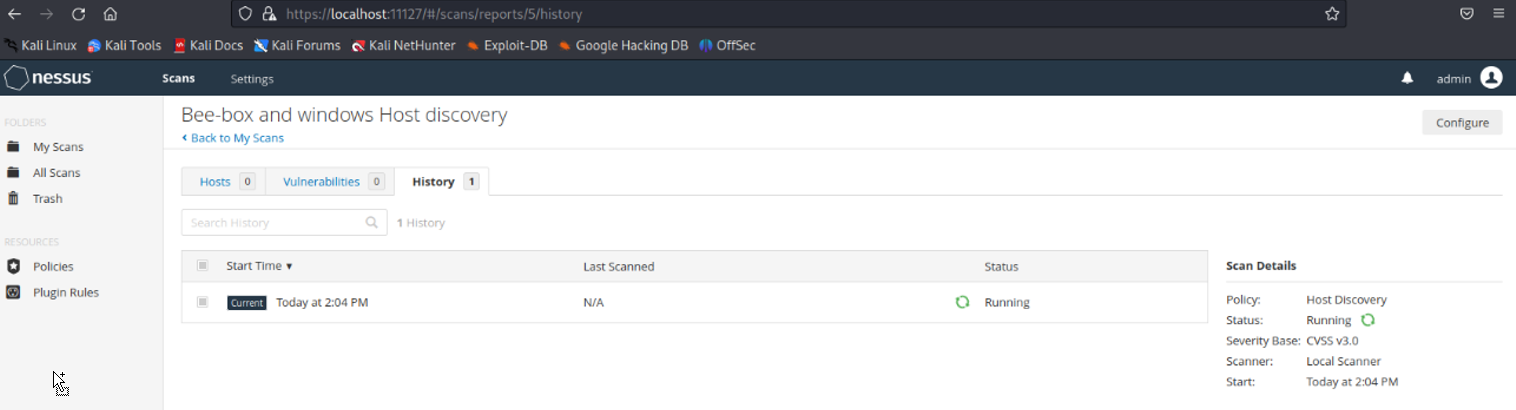 https://localhost:11127/#/scans/reports/5/history
Kali Linux Kali Tools Kali Docs Kali Forums Kali NetHunter Exploit-DB Google Hacking DB OffSec
nessus Scans Settings admin
FOLDERS
My Scans
All Scans
Trash
RESOURCES
Policies
Plugin Rules
Bee-box and windows Host discovery
Back to My Scans
Configure
Hosts 0 Vulnerabilities 0 History 1
Search History 1 History
Start Time Last Scanned Status
Current Today at 2:04 PM N/A Running
Scan Details
Policy: Host Discovery
Status: Running
Severity Base: CVSS v3.0
Scanner: Local Scanner
Start: Today at 2:04 PM